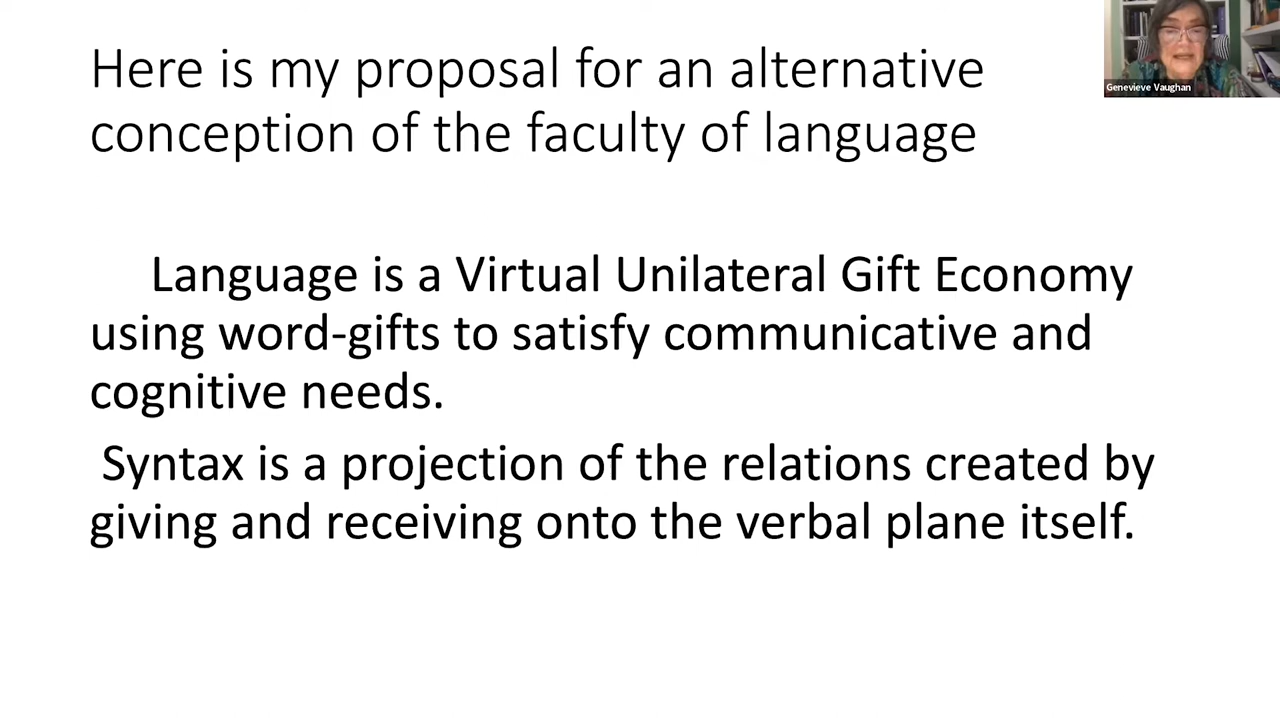 Here is my proposal for an alternative
conception of the faculty of language
Genevieve Vaughan
Language is a Virtual Unilateral Gift Economy
using word-gifts to satisfy communicative and
cognitive needs.
Syntax is a projection of the relations created by
giving and receiving onto the verbal plane itself.